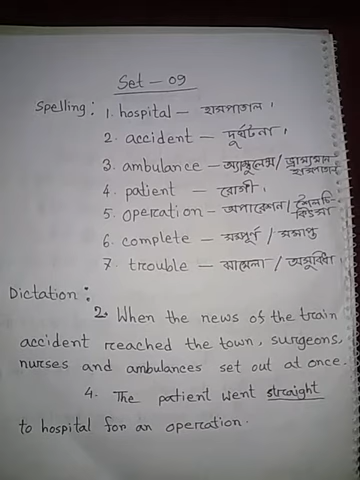 Set - 09
Spelling : 1. hospital - হাসপাতাল।
2. accident - দুর্ঘটনা।
3. ambulance - অ্যাম্বুলেন্স/ভ্রাম্যমান হাসপাতাল
4. patient - রোগী।
5. operation - অপারেশন/শৈল্যচিকিৎসা
6. complete - সম্পূর্ণ/সমাপ্ত
7. trouble - ঝামেলা/অসুবিধা।
Dictation :
2. When the news of the train
accident reached the town, surgeons,
nurses and ambulances set out at once.
4. The patient went straight
to hospital for an operation.